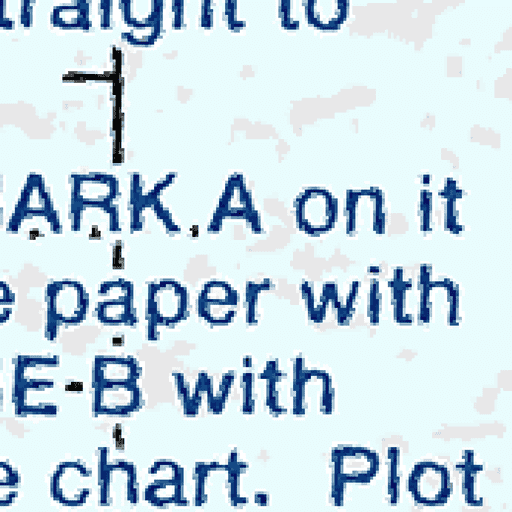 traight to
ARK A on it
e paper with
E-B with
e chart. Plot